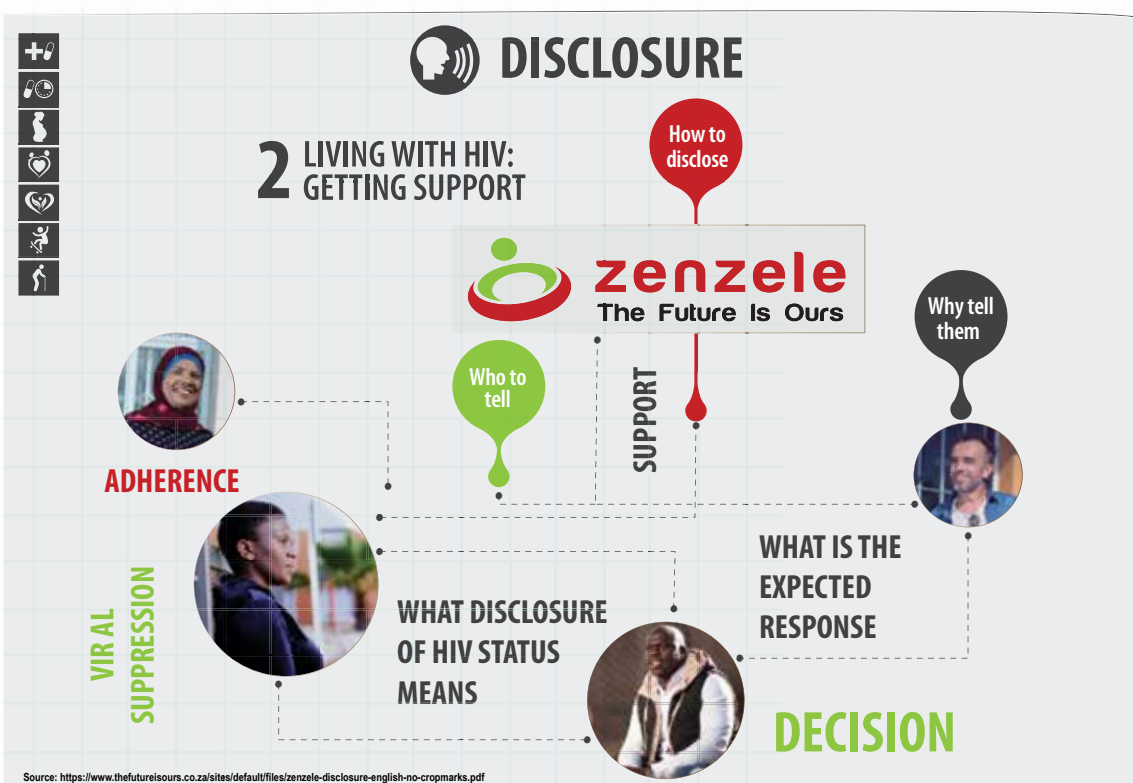 DISCLOSURE
2 LIVING WITH HIV:
GETTING SUPPORT
How to
disclose
zenzele
The Future Is Ours
Why tell
them
Who to
tell
SUPPORT
ADHERENCE
VIR AL
SUPPRESSION
WHAT IS THE
EXPECTED
RESPONSE
WHAT DISCLOSURE
OF HIV STATUS
MEANS
DECISION
Source: https://www.thefutureisours.co.za/sites/default/files/zenzele-disclosure-english-no-cropmarks.pdf